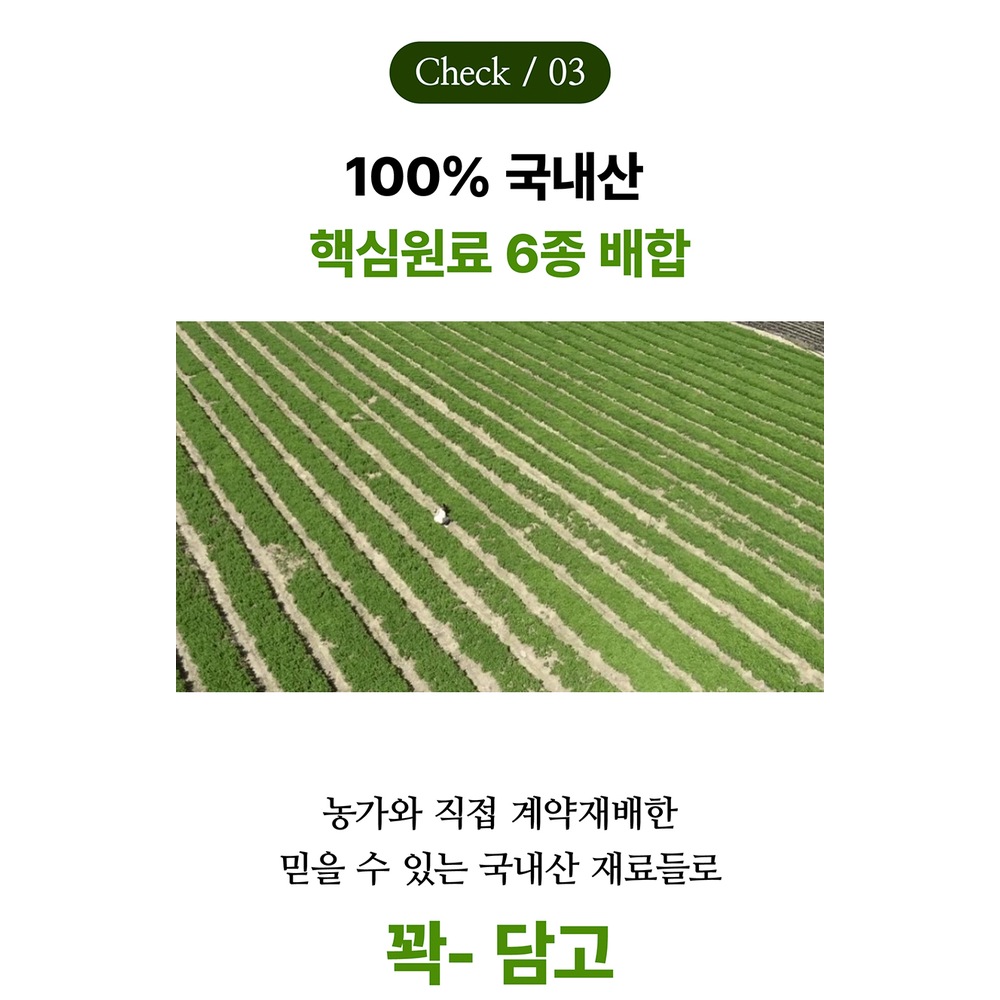 Check / 03
100% 국내산
핵심원료 6종 배합
농가와 직접 계약재배한
믿을 수 있는 국내산 재료들로
꽉- 담고